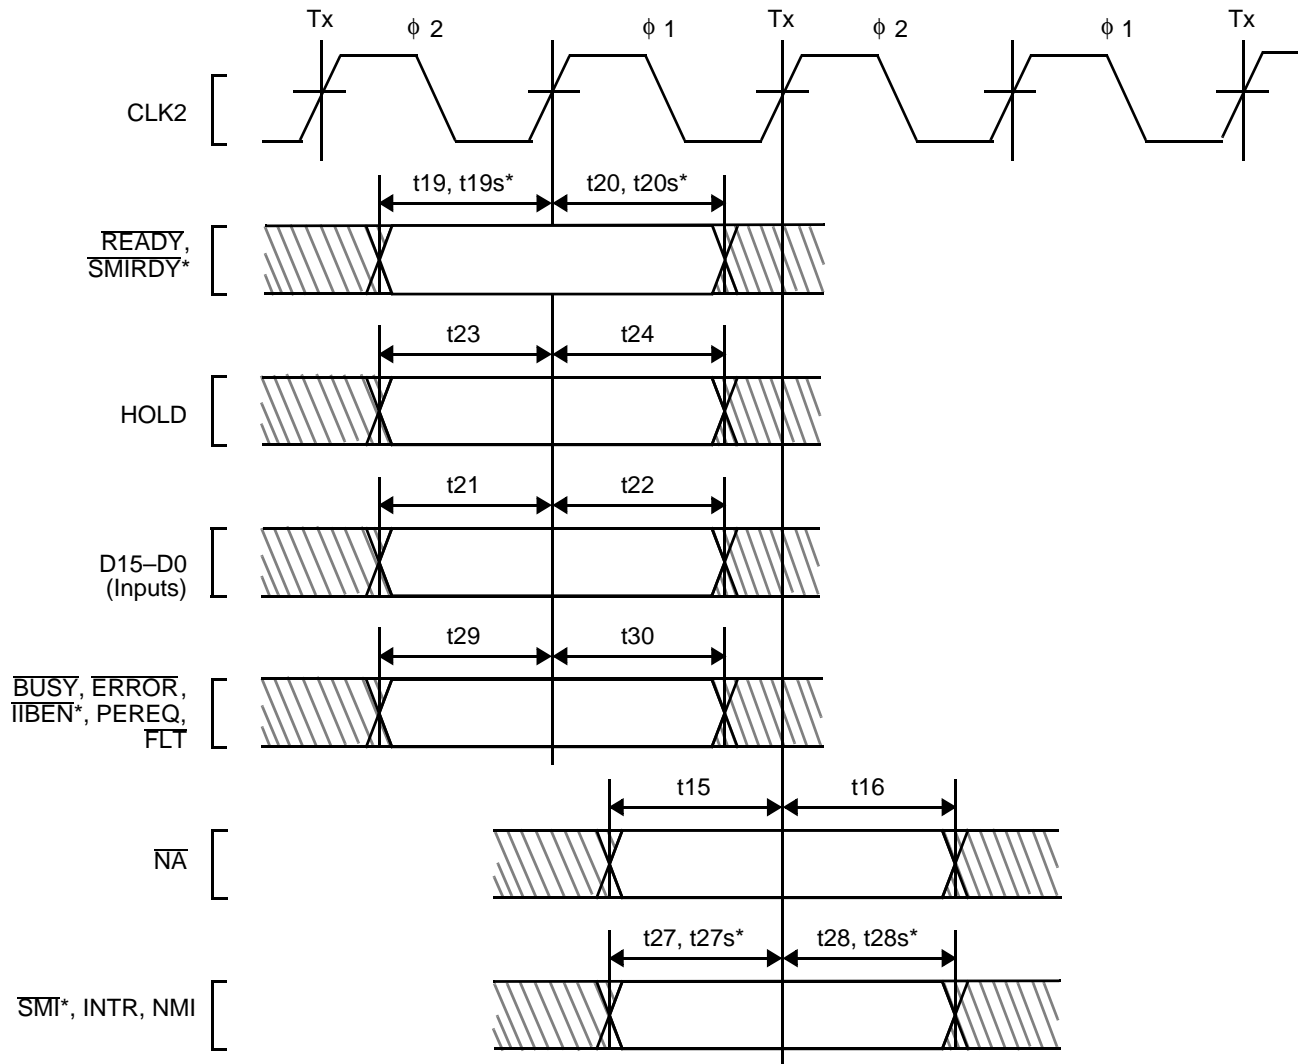 Tx
ϕ 2
ϕ 1
Tx
ϕ 2
ϕ 1
Tx
CLK2
t19, t19s*
t20, t20s*
READY,
SMIRDY*
t23
t24
HOLD
t21
t22
D15–D0
(Inputs)
t29
t30
BUSY, ERROR,
IIBEN*, PEREQ,
FLT
t15
t16
NA
t27, t27s*
t28, t28s*
SMI*, INTR, NMI